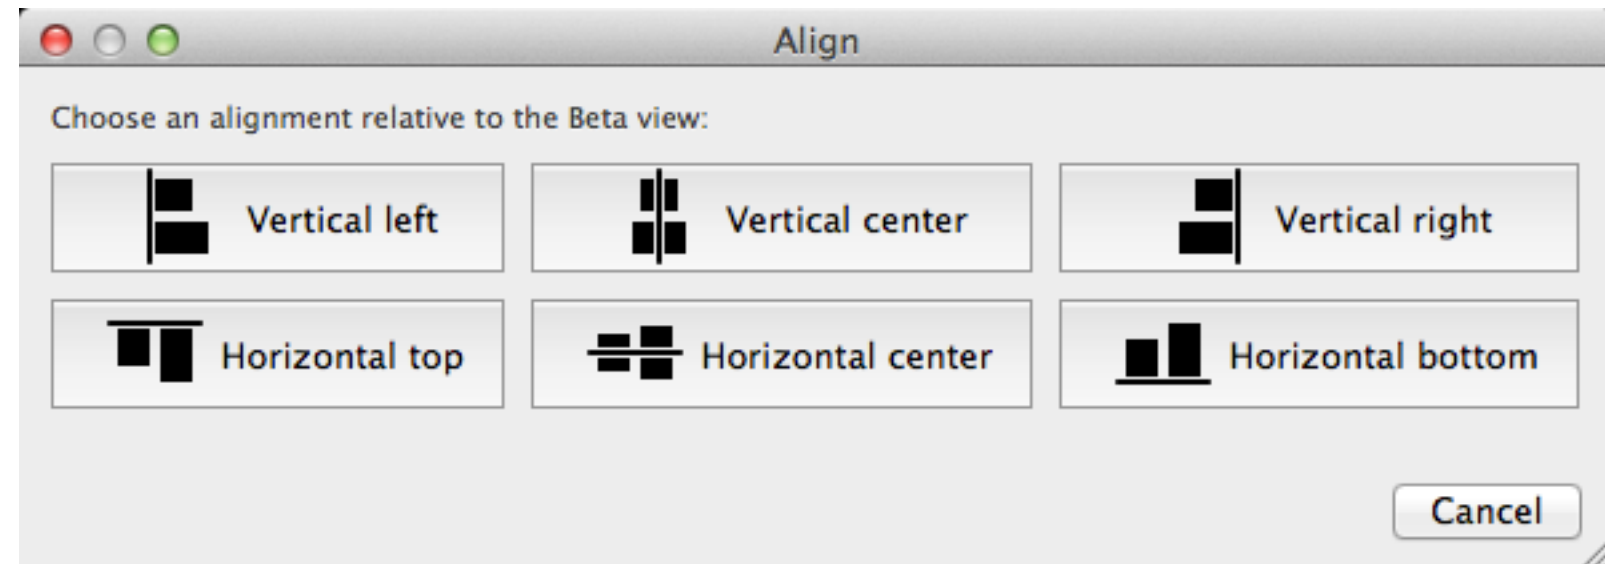 Align
Choose an alignment relative to the Beta view:
Vertical left
Vertical center
Vertical right
Horizontal top
Horizontal center
Horizontal bottom
Cancel